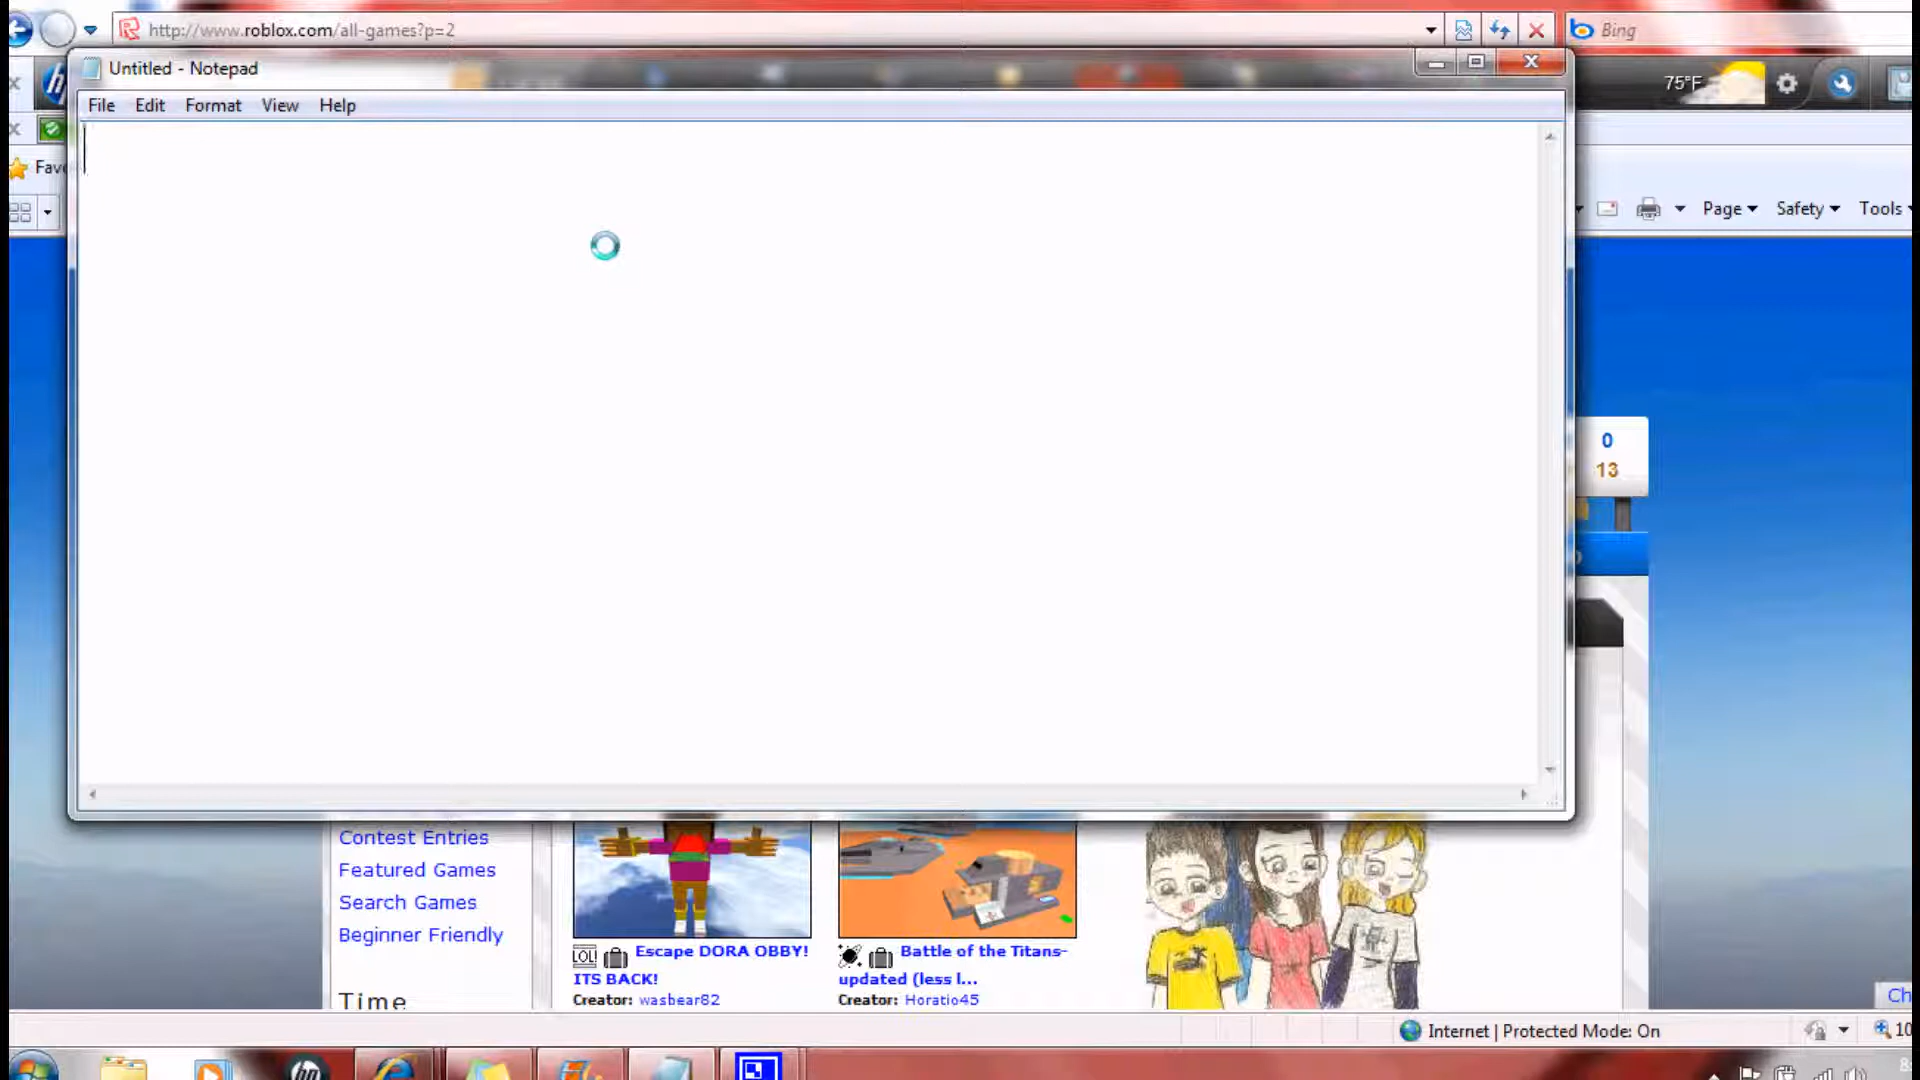 http://www.roblox.com/all-games?p=2
Bing
Untitled - Notepad
75°F
File Edit Format View Help
Page Safety Tools
0
13
Contest Entries
Featured Games
Search Games
Beginner Friendly
Time
LOL! Escape DORA OBBY!
ITS BACK!
Creator: wasbear82
Battle of the Titans-
updated (less l...
Creator: Horatio45
Internet | Protected Mode: On
hp